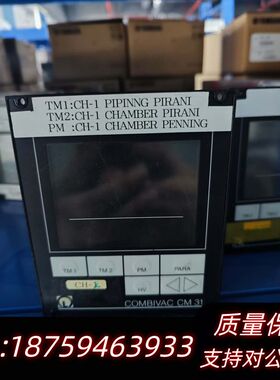 TM1:CH-1 PIPINNG PIRANI
TM2:CH-1 CHAMBER PIRANI
PM :CH-1 CHAMBER PENNING
TM 1
TM 2
PM
PARA
CH-1
HV
COMBIVAC CM 31
质量保
:18759463933
支持对公